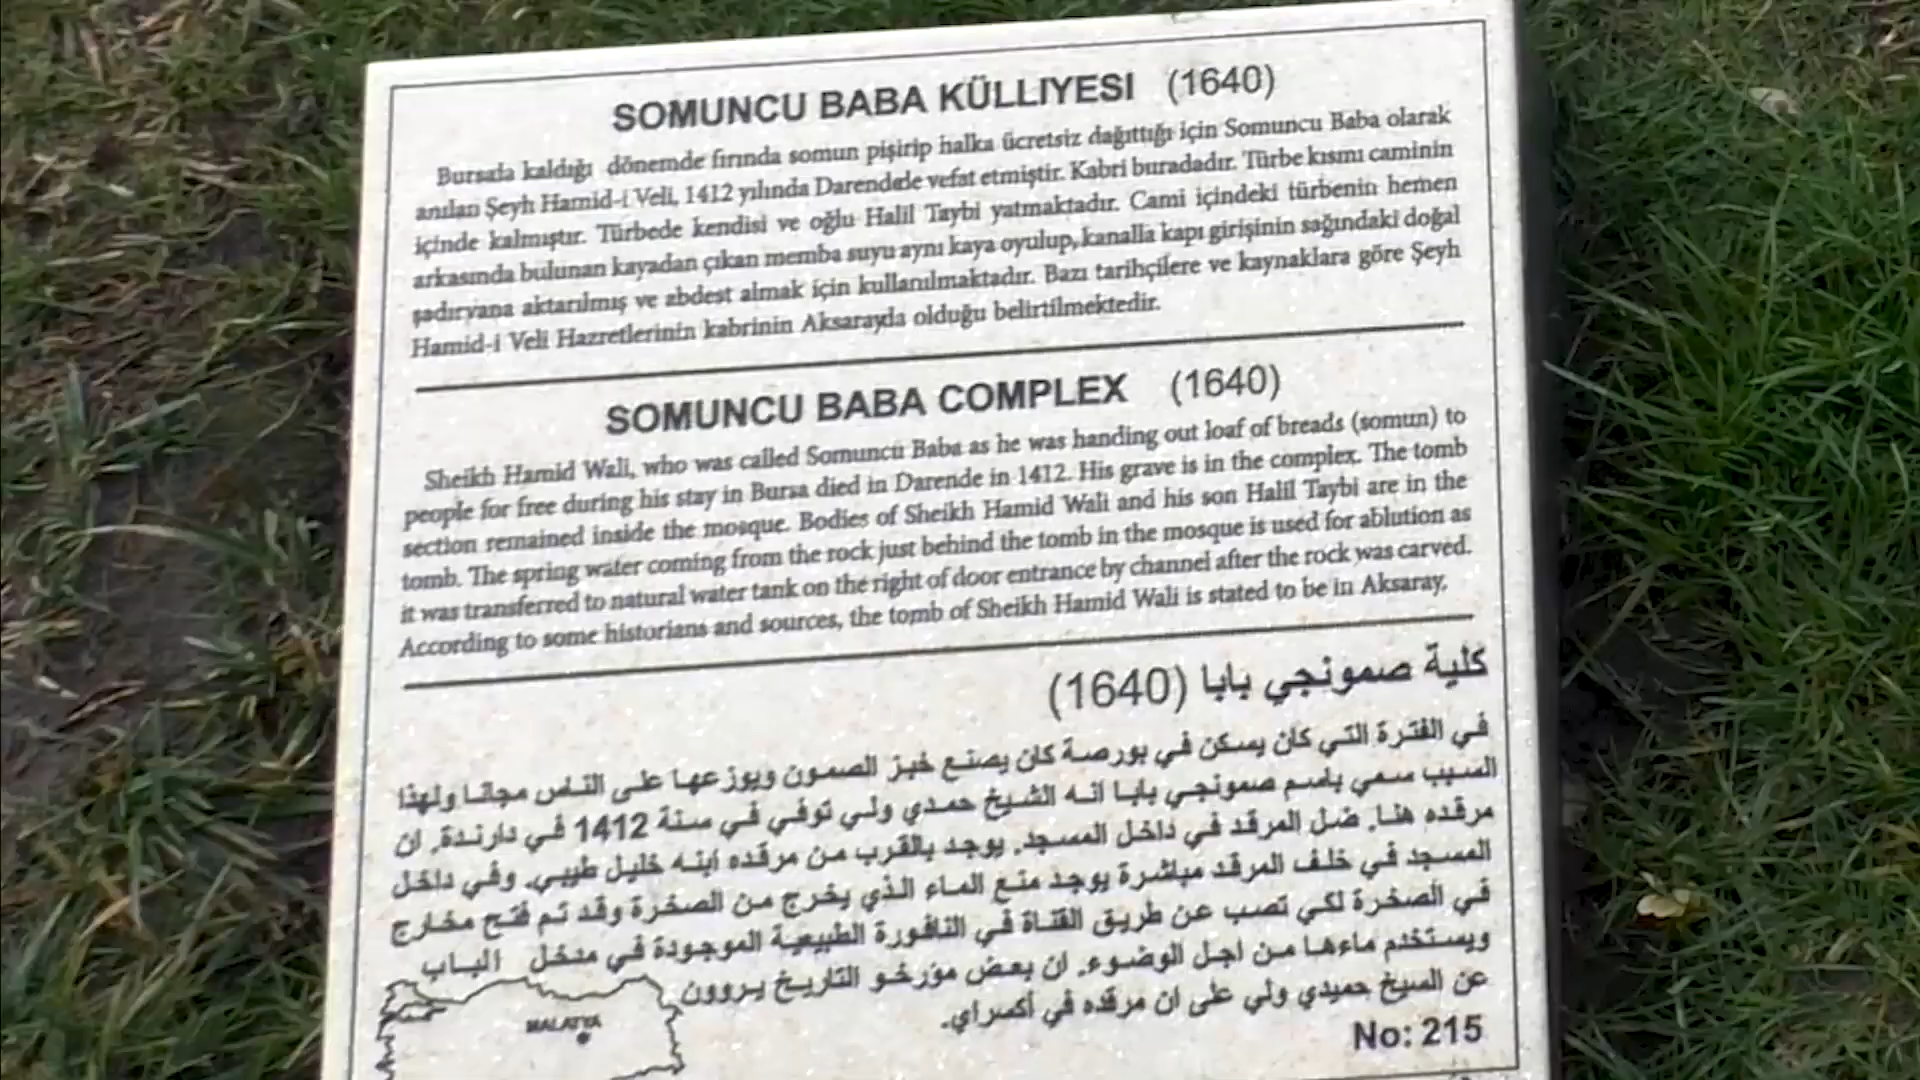 SOMUNCU BABA KÜLLIYESI (1640)
Bursada kaldığı dönemde fırında somun pişirip halka ücretsiz dağıttığı için Somuncu Baba olarak
anılan Şeyh Hamid-i Veli, 1412 yılında Darendele vefat etmiştir. Kabri buradadır. Türbe kısmı caminin
içinde kalmıştır. Türbede kendisi ve oğlu Halil Taybi yatmaktadır. Cami içindeki türbenin hemen
arkasında bulunan kayadan çıkan memba suyu aynı kaya oyulup, kanalla kapı girişinin sağındaki doğal
şadırvana aktarılmış ve abdest almak için kullanılmaktadır. Bazı tarihçilere ve kaynaklara göre Şeyh
Hamid-i Veli Hazretlerinin kabrinin Aksarayda olduğu belirtilmektedir.
SOMUNCU BABA COMPLEX (1640)
Sheikh Hamid Wali, who was called Somuncu Baba as he was handing out loaf of breads (somun) to
people for free during his stay in Bursa died in Darende in 1412. His grave is in the complex. The tomb
section remained inside the mosque. Bodies of Sheikh Hamid Wali and his son Halil Taybi are in the
tomb. The spring water coming from the rock just behind the tomb in the mosque is used for ablution as
it was transferred to natural water tank on the right of door entrance by channel after the rock was carved.
According to some historians and sources, the tomb of Sheikh Hamid Wali is stated to be in Aksaray.
كلية صمونجي بابا (1640)
في الفترة التي كان يسكن في بورصة كان يصنع خبز الصمون ويوزعها على الناس مجانا ولهذا
السبب سمي باسم صمونجي بابا انه الشيخ حمدي ولي توفي في سنة 1412 في دارندة. ان
مرقده هنا. ضل المرقد في داخل المسجد. يوجد بالقرب من مرقده أبنه خليل طيبي. وفي داخل
المسجد في خلف المرقد مباشرة يوجد منع الماء الذي يخرج من الصخرة وقد تم فتح مخارج
في الصخرة لكي تصب عن طريق القناة في النافورة الطبيعية الموجودة في مدخل الباب
ويستخدم ماءها من اجل الوضوء. ان بعض مؤرخو التاريخ يروون
عن السيخ حميدي ولي على ان مرقده في أكسراي.
MALATYA
No: 215